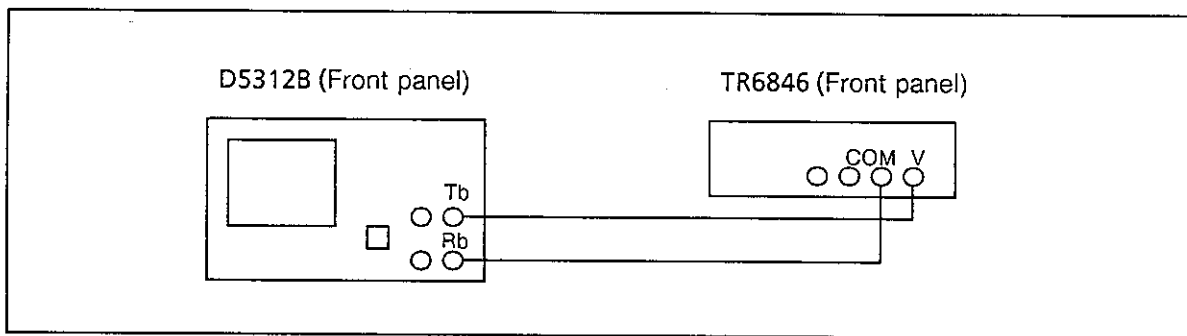 D5312B (Front panel)
TR6846 (Front panel)
COM V
Tb
Rb